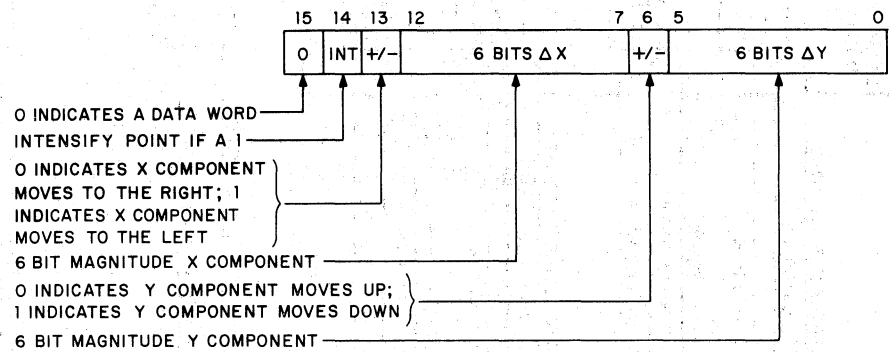 15 14 13 12 7 6 5 0
0 INT +/- 6 BITS Δ X +/- 6 BITS ΔY
0 INDICATES A DATA WORD
INTENSIFY POINT IF A 1
0 INDICATES X COMPONENT
MOVES TO THE RIGHT; 1
INDICATES X COMPONENT
MOVES TO THE LEFT
6 BIT MAGNITUDE X COMPONENT
0 INDICATES Y COMPONENT MOVES UP;
1 INDICATES Y COMPONENT MOVES DOWN
6 BIT MAGNITUDE Y COMPONENT